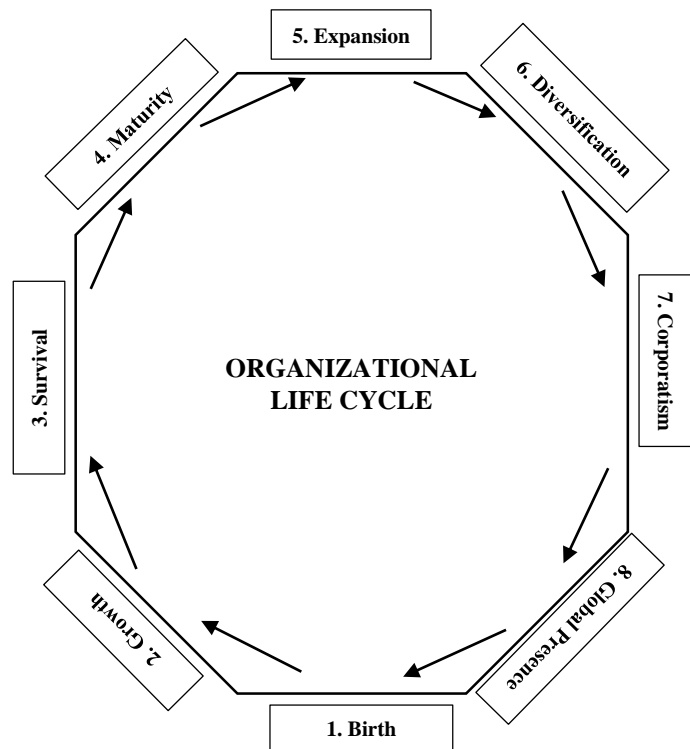 5. Expansion
6. Diversification
4. Maturity
7. Corporatism
3. Survival
ORGANIZATIONAL
LIFE CYCLE
8. Global Presence
2. Growth
1. Birth